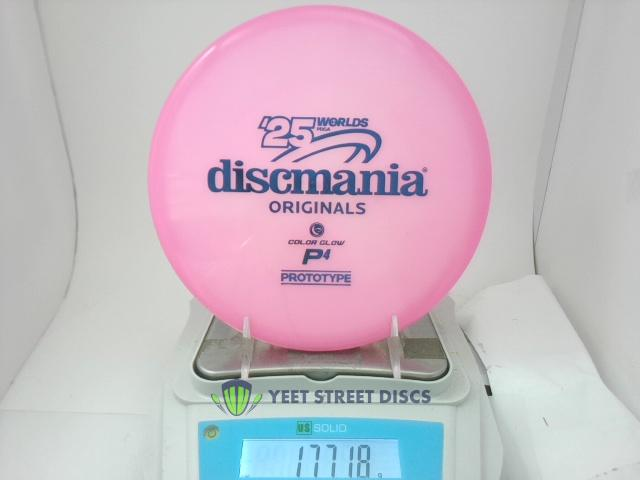 '25 WORLDS
PDGA
discmania®
ORIGINALS
COLOR GLOW
P4
PROTOTYPE
YEET STREET DISCS
US SOLID
177.18 g